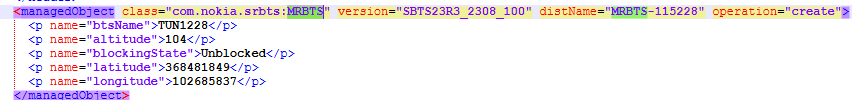 <managedObject class="com.nokia.srbts:MRBTS" version="SBTS23R3_2308_100" distName="MRBTS-115228" operation="create">
<p name="btsName">TUN1228</p>
<p name="altitude">104</p>
<p name="blockingState">Unblocked</p>
<p name="latitude">368481849</p>
<p name="longitude">102685837</p>
</managedObject>